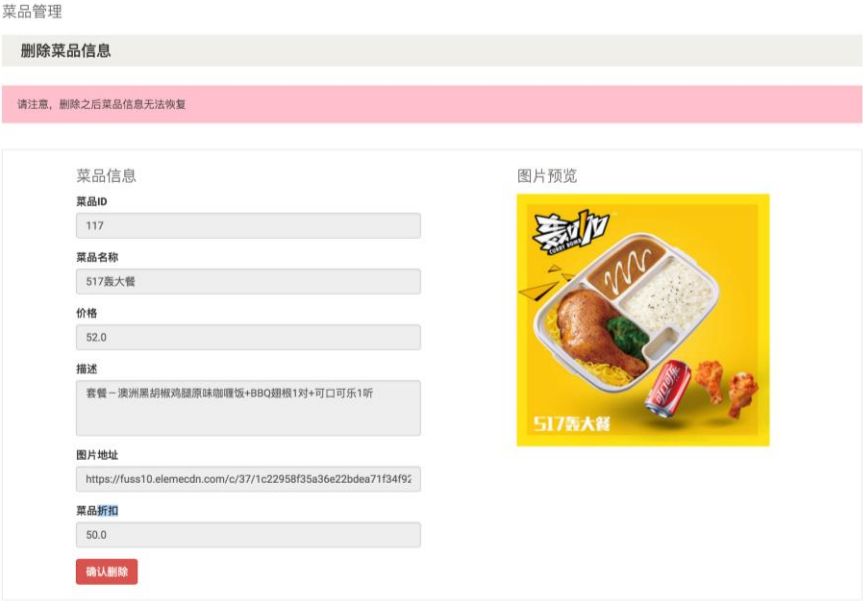 菜品管理
删除菜品信息
请注意，删除之后菜品信息无法恢复
菜品信息
菜品ID
117
菜品名称
517轰大餐
价格
52.0
描述
套餐－澳洲黑胡椒鸡腿原味咖喱饭+BBQ翅根1对+可口可乐1听
图片地址
https://fuss10.elemecdn.com/c/37/1c22958f35a36e22bdea71f34f92
菜品折扣
50.0
确认删除
图片预览
轰咖
CURRY BOMB
517轰大餐